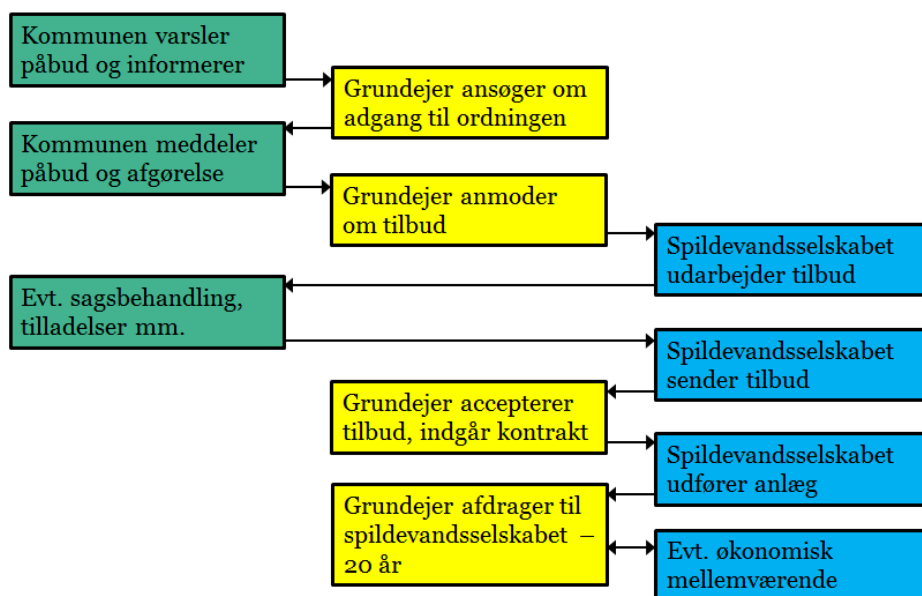 Kommunen varsler
påbud og informerer
Grundejer ansøger om
adgang til ordningen
Kommunen meddeler
påbud og afgørelse
Grundejer anmoder
om tilbud
Spildevandsselskabet
udarbejder tilbud
Evt. sagsbehandling,
tilladelser mm.
Spildevandsselskabet
sender tilbud
Grundejer accepterer
tilbud, indgår kontrakt
Spildevandsselskabet
udfører anlæg
Grundejer afdrager til
spildevandsselskabet –
20 år
Evt. økonomisk
mellemværende